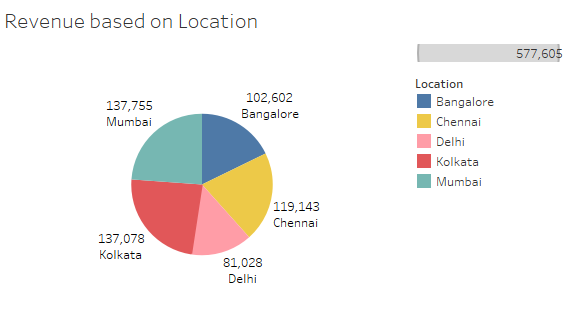 Revenue based on Location
577,605
Location
Bangalore
Chennai
Delhi
Kolkata
Mumbai
137,755
Mumbai
102,602
Bangalore
119,143
Chennai
137,078
Kolkata
81,028
Delhi